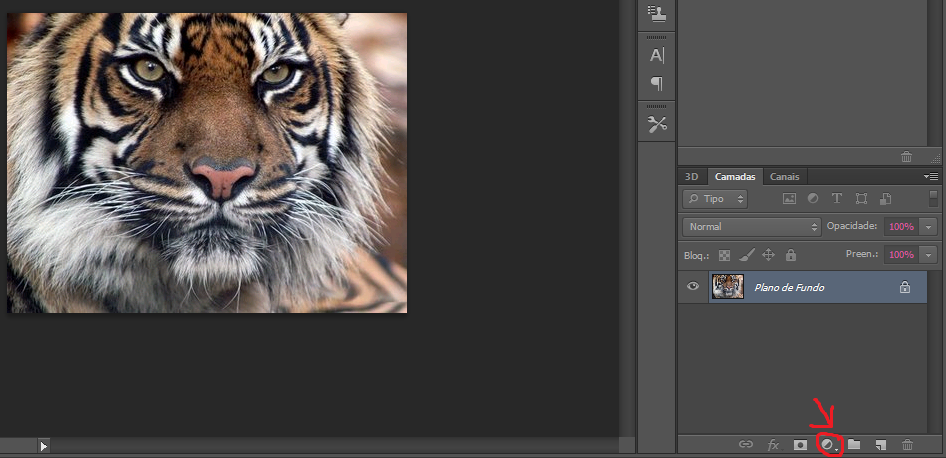 A|
3D Camadas Canais
Tipo T
Normal Opacidade: 100%
Bloq.: Preen.: 100%
Plano de Fundo
fx